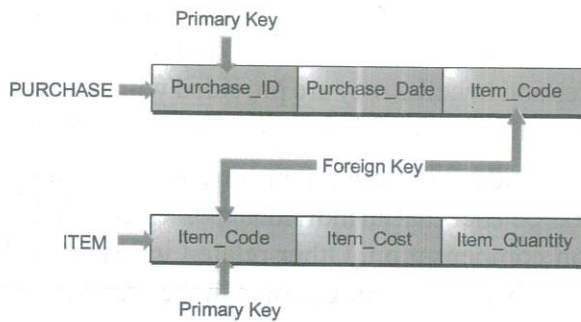 Primary Key
PURCHASE
Purchase_ID Purchase_Date Item_Code
Foreign Key
ITEM
Item_Code Item_Cost Item_Quantity
Primary Key